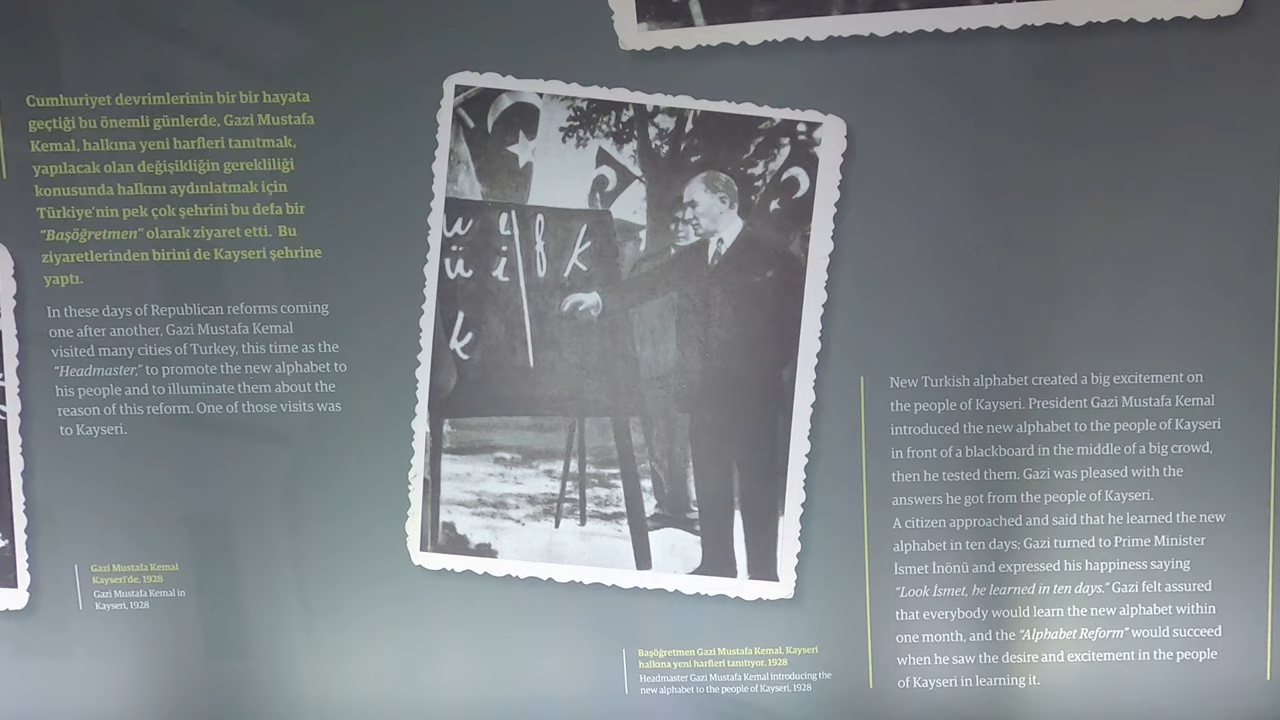 Cumhuriyet devrimlerinin bir bir hayata
geçtiği bu önemli günlerde, Gazi Mustafa
Kemal, halkına yeni harfleri tanıtmak,
yapılacak olan değişikliğin gerekliliği
konusunda halkını aydınlatmak için
Türkiye'nin pek çok şehrini bu defa bir
"Başöğretmen" olarak ziyaret etti. Bu
ziyaretlerinden birini de Kayseri şehrine
yaptı.
In these days of Republican reforms coming
one after another, Gazi Mustafa Kemal
visited many cities of Turkey, this time as the
"Headmaster," to promote the new alphabet to
his people and to illuminate them about the
reason of this reform. One of those visits was
to Kayseri.
Gazi Mustafa Kemal
Kayseri'de, 1928
Gazi Mustafa Kemal in
Kayseri, 1928
ü i k
k
Başöğretmen Gazi Mustafa Kemal, Kayseri
halkına yeni harfleri tanıtıyor, 1928
Headmaster Gazi Mustafa Kemal introducing the
new alphabet to the people of Kayseri, 1928
New Turkish alphabet created a big excitement on
the people of Kayseri. President Gazi Mustafa Kemal
introduced the new alphabet to the people of Kayseri
in front of a blackboard in the middle of a big crowd,
then he tested them. Gazi was pleased with the
answers he got from the people of Kayseri.
A citizen approached and said that he learned the new
alphabet in ten days; Gazi turned to Prime Minister
İsmet İnönü and expressed his happiness saying
"Look İsmet, he learned in ten days." Gazi felt assured
that everybody would learn the new alphabet within
one month, and the "Alphabet Reform" would succeed
when he saw the desire and excitement in the people
of Kayseri in learning it.